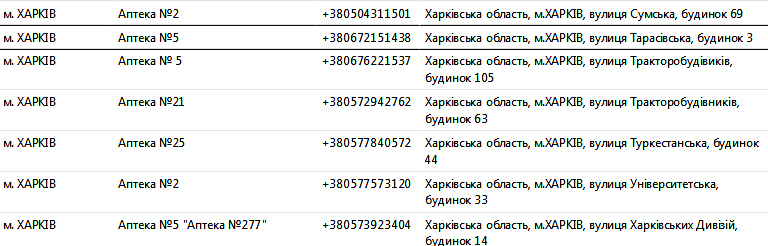 м. ХАРКІВ Аптека №2 +380504311501 Харківська область, м.ХАРКІВ, вулиця Сумська, будинок 69
м. ХАРКІВ Аптека №5 +380672151438 Харківська область, м.ХАРКІВ, вулиця Тарасівська, будинок 3
м. ХАРКІВ Аптека № 5 +380676221537 Харківська область, м.ХАРКІВ, вулиця Тракторобудівиків,
будинок 105
м. ХАРКІВ Аптека №21 +380572942762 Харківська область, м.ХАРКІВ, вулиця Тракторобудівників,
будинок 63
м. ХАРКІВ Аптека №25 +380577840572 Харківська область, м.ХАРКІВ, вулиця Туркестанська, будинок
44
м. ХАРКІВ Аптека №2 +380577573120 Харківська область, м.ХАРКІВ, вулиця Університетська,
будинок 33
м. ХАРКІВ Аптека №5 "Аптека №277" +380573923404 Харківська область, м.ХАРКІВ, вулиця Харківських Дивізій,
будинок 14